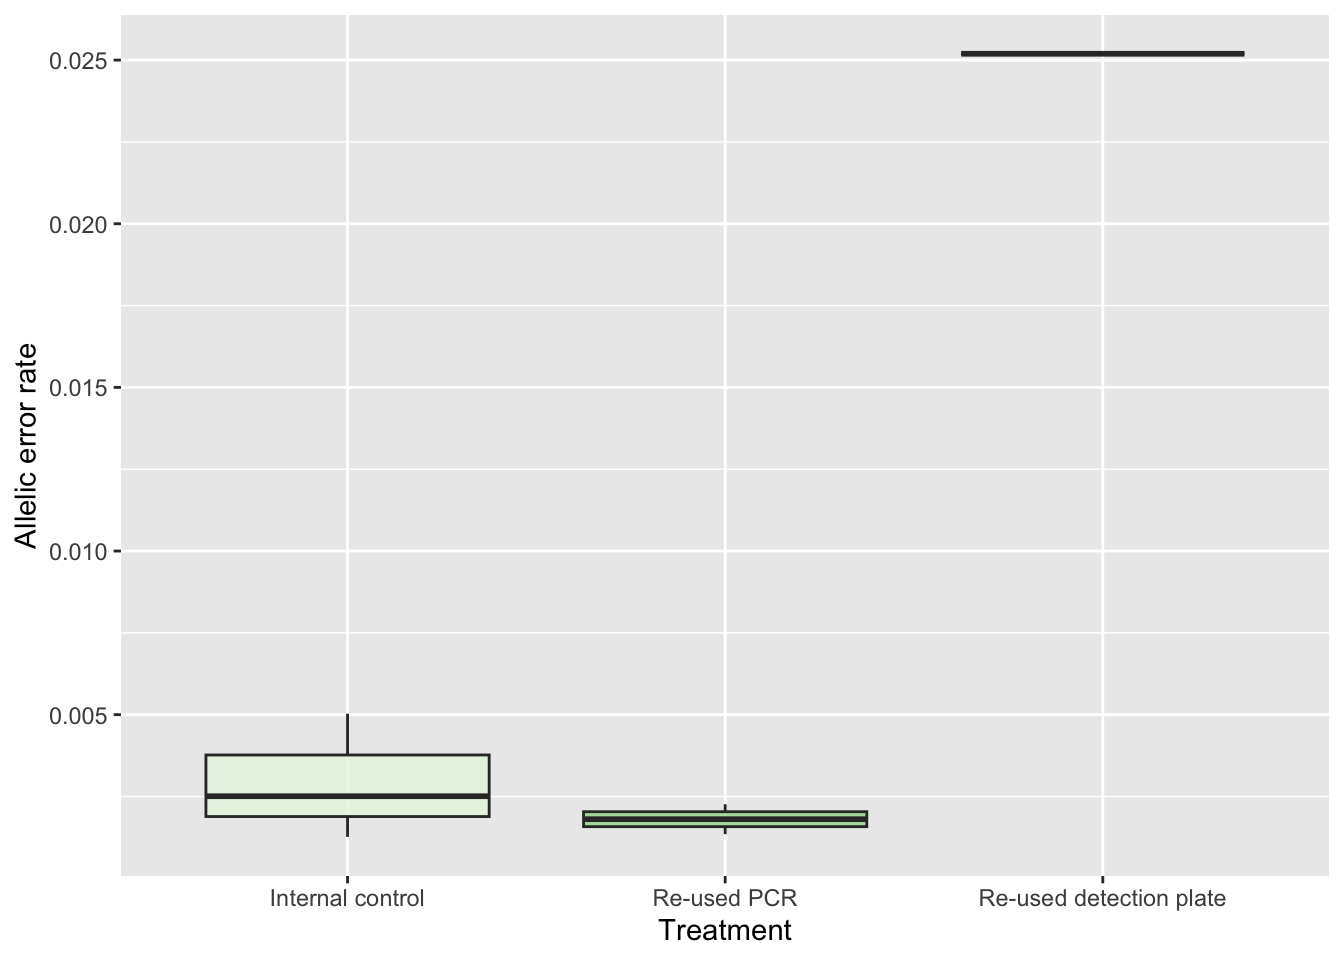 Allelic error rate
0.025
0.020
0.015
0.010
0.005
Internal control
Re-used PCR
Re-used detection plate
Treatment